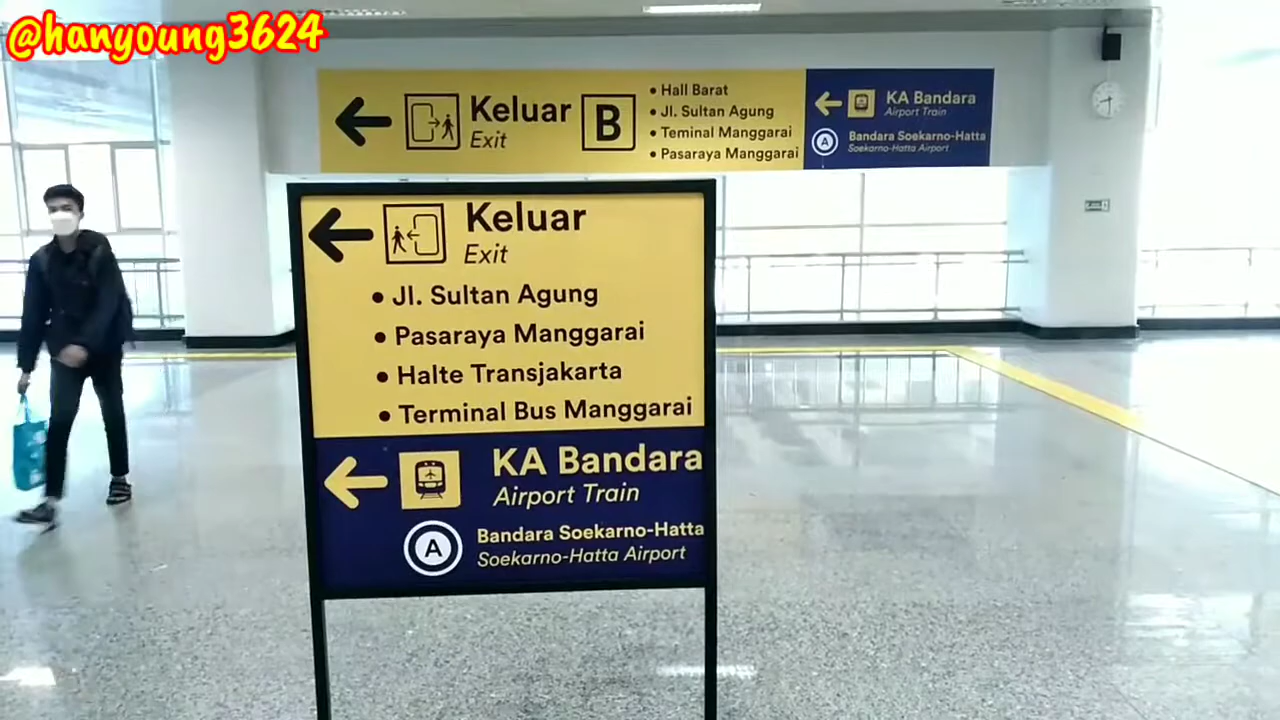 @hanyoung3624
Keluar
Exit
B
• Hall Barat
• Jl. Sultan Agung
• Teminal Manggarai
• Pasaraya Manggarai
KA Bandara
Airport Train
A
Bandara Soekarno-Hatta
Soekarno-Hatta Airport
Keluar
Exit
• Jl. Sultan Agung
• Pasaraya Manggarai
• Halte Transjakarta
• Terminal Bus Manggarai
KA Bandara
Airport Train
A
Bandara Soekarno-Hatta
Soekarno-Hatta Airport